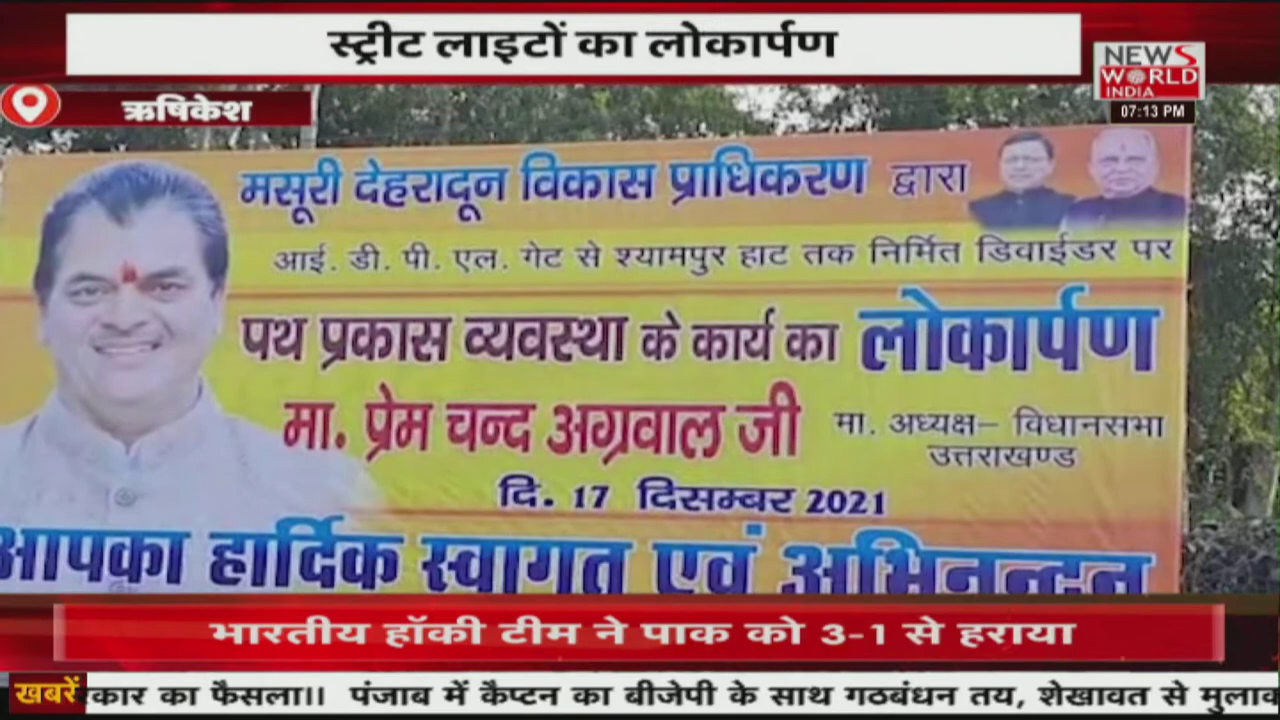 स्ट्रीट लाइटों का लोकार्पण
NEWS
WORLD
INDIA
07:13 PM
ऋषिकेश
मसूरी देहरादून विकास प्राधिकरण द्वारा
आई. डी. पी. एल. गेट से श्यामपुर हाट तक निर्मित डिवाईडर पर
पथ प्रकास व्यवस्था के कार्य का लोकार्पण
मा. प्रेम चन्द अग्रवाल जी मा. अध्यक्ष– विधानसभा
उत्तराखण्ड
दि. 17 दिसम्बर 2021
आपका हार्दिक स्वागत एवं अभिनन्दन
भारतीय हॉकी टीम ने पाक को 3-1 से हराया
खबरें रकार का फैसला।। पंजाब में कैप्टन का बीजेपी के साथ गठबंधन तय, शेखावत से